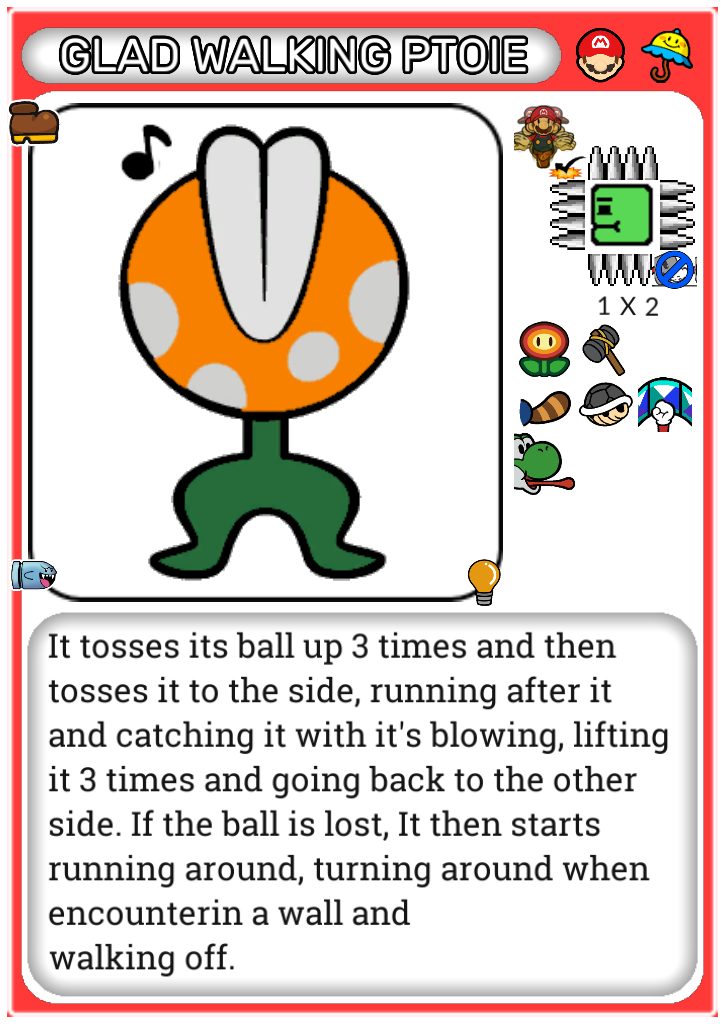 GLAD WALKING PTOIE
1 X 2
It tosses its ball up 3 times and then
tosses it to the side, running after it
and catching it with it's blowing, lifting
it 3 times and going back to the other
side. If the ball is lost, It then starts
running around, turning around when
encounterin a wall and
walking off.